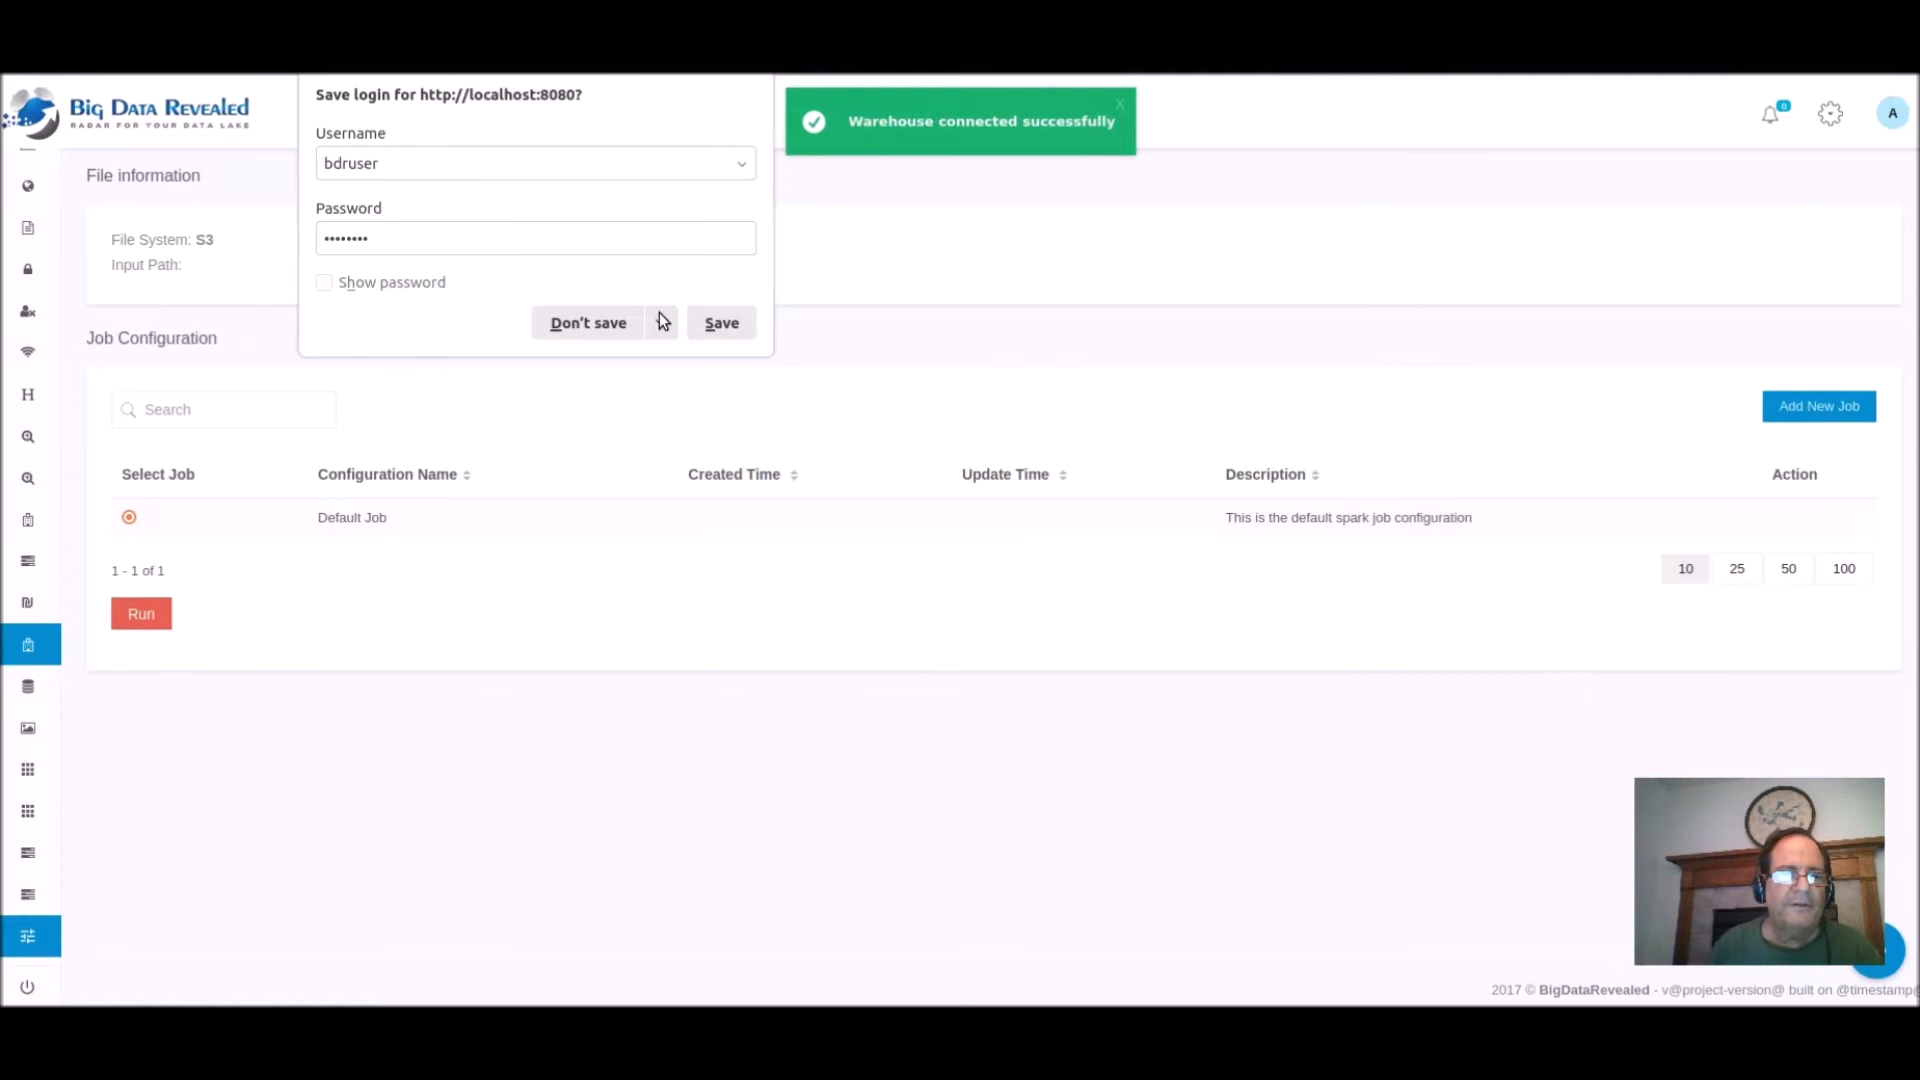 BIG DATA REVEALED
RADAR FOR YOUR DATA LAKE
Save login for http://localhost:8080?
Username
bdruser
Password
••••••••
Show password
Don't save
Save
Warehouse connected successfully
X
0
A
File information
File System: S3
Input Path:
Job Configuration
Search
Add New Job
Select Job
Configuration Name
Created Time
Update Time
Description
Action
Default Job
This is the default spark job configuration
1 - 1 of 1
10
25
50
100
Run
H
2017 © BigDataRevealed - v@project-version@ built on @timestamp@